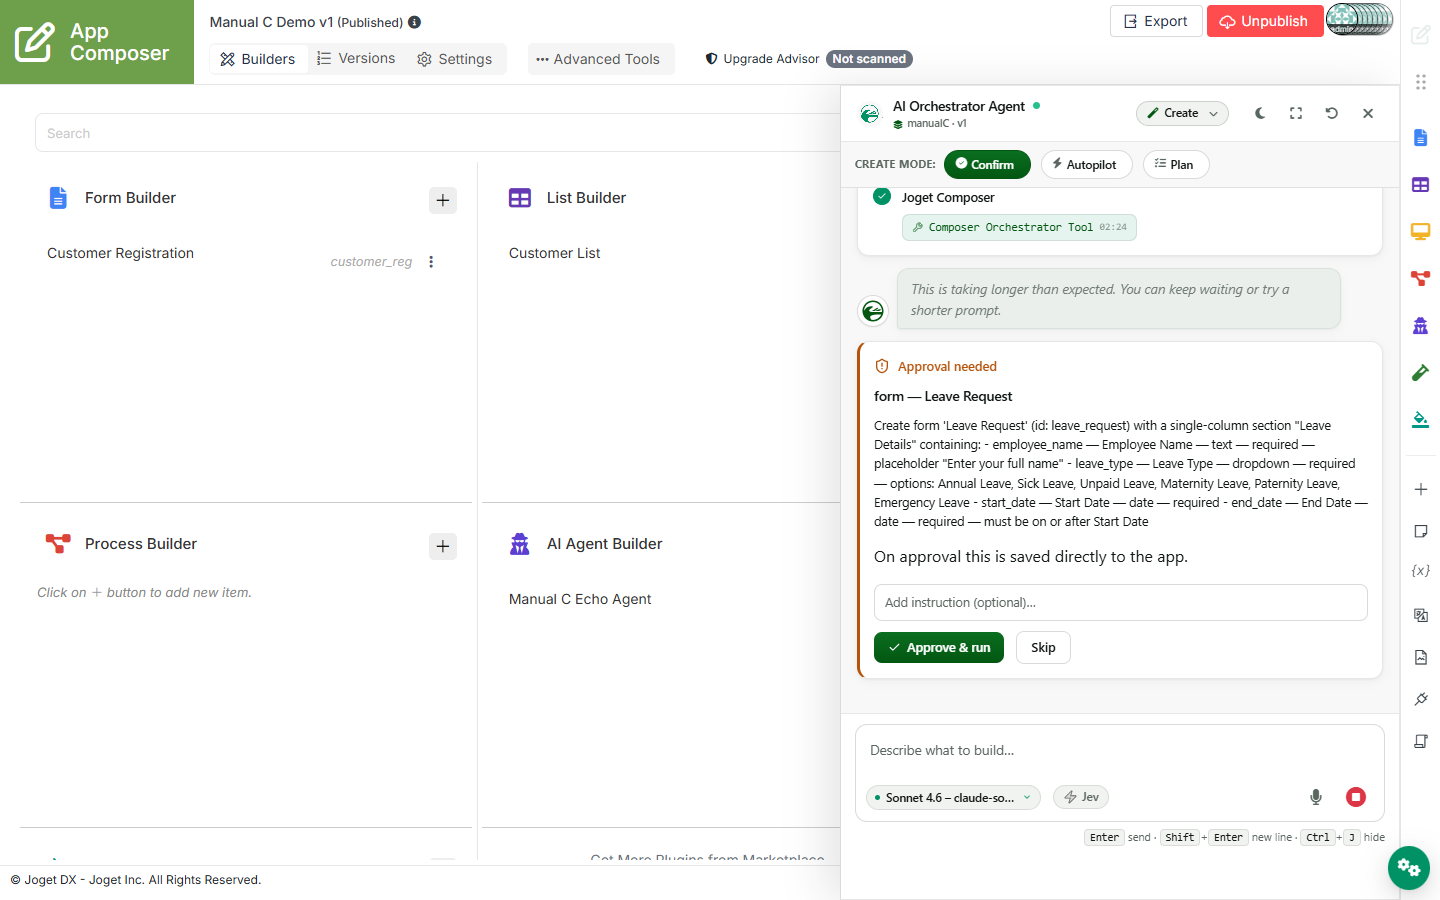 App
Composer
Manual C Demo v1 (Published)
Export
Unpublish
admin
Builders
Versions
Settings
Advanced Tools
Upgrade Advisor
Not scanned
Search
Form Builder
Customer Registration
customer_reg
List Builder
Customer List
Process Builder
Click on + button to add new item.
AI Agent Builder
Manual C Echo Agent
Get More Plugins from Marketplace
© Joget DX - Joget Inc. All Rights Reserved.
AI Orchestrator Agent
manualC · v1
Create
CREATE MODE:
Confirm
Autopilot
Plan
Joget Composer
Composer Orchestrator Tool 02:24
This is taking longer than expected. You can keep waiting or try a
shorter prompt.
Approval needed
form — Leave Request
Create form 'Leave Request' (id: leave_request) with a single-column section "Leave
Details" containing: - employee_name — Employee Name — text — required —
placeholder "Enter your full name" - leave_type — Leave Type — dropdown — required
— options: Annual Leave, Sick Leave, Unpaid Leave, Maternity Leave, Paternity Leave,
Emergency Leave - start_date — Start Date — date — required - end_date — End Date —
date — required — must be on or after Start Date
On approval this is saved directly to the app.
Add instruction (optional)...
Approve & run
Skip
Describe what to build...
Sonnet 4.6 – claude-so...
Jev
Enter send · Shift + Enter new line · Ctrl + J hide
{x}